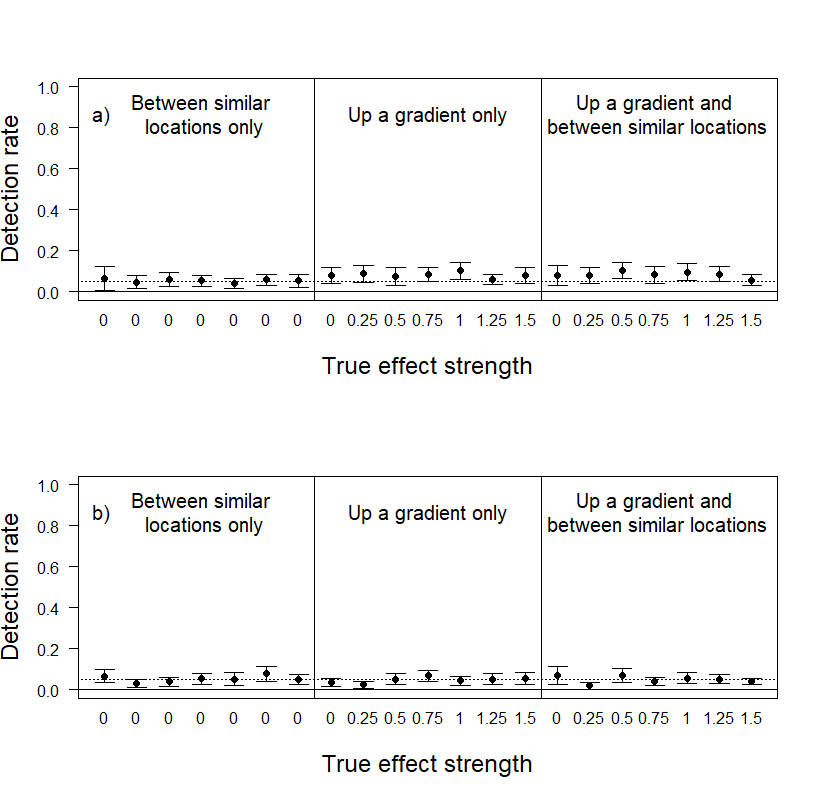 a)
Between similar
locations only
Up a gradient only
Up a gradient and
between similar locations
Detection rate
1.0
0.8
0.6
0.4
0.2
0.0
0 0 0 0 0 0 0 0 0.25 0.5 0.75 1 1.25 1.5 0 0.25 0.5 0.75 1 1.25 1.5
True effect strength
b)
Between similar
locations only
Up a gradient only
Up a gradient and
between similar locations
Detection rate
1.0
0.8
0.6
0.4
0.2
0.0
0 0 0 0 0 0 0 0 0.25 0.5 0.75 1 1.25 1.5 0 0.25 0.5 0.75 1 1.25 1.5
True effect strength